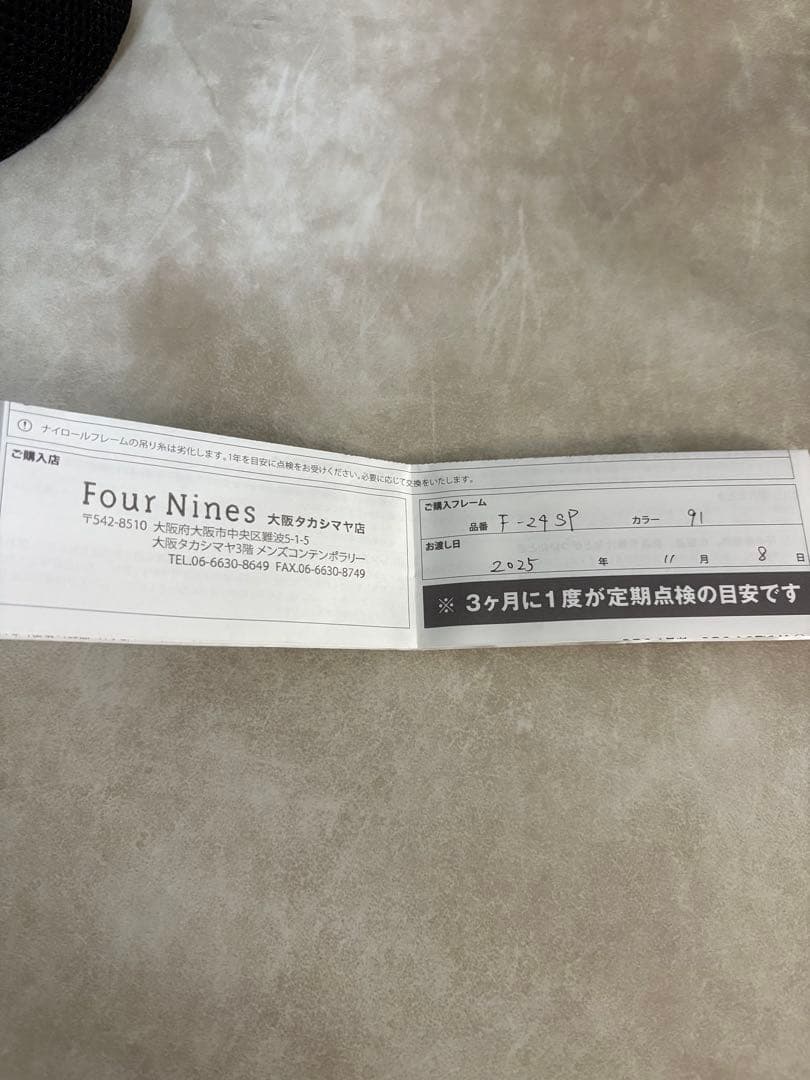 ナイロールフレームの吊り糸は劣化します。1年を目安に点検をお受けください。必要に応じて交換をいたします。
ご購入店
Four Nines 大阪タカシマヤ店
〒542-8510 大阪府大阪市中央区難波5-1-5
大阪タカシマヤ3階 メンズコンテンポラリー
TEL.06-6630-8649 FAX.06-6630-8749
ご購入フレーム
品番 F-24SP カラー 91
お渡し日
2025 年 11 月 8 日
※ 3ヶ月に1度が定期点検の目安です